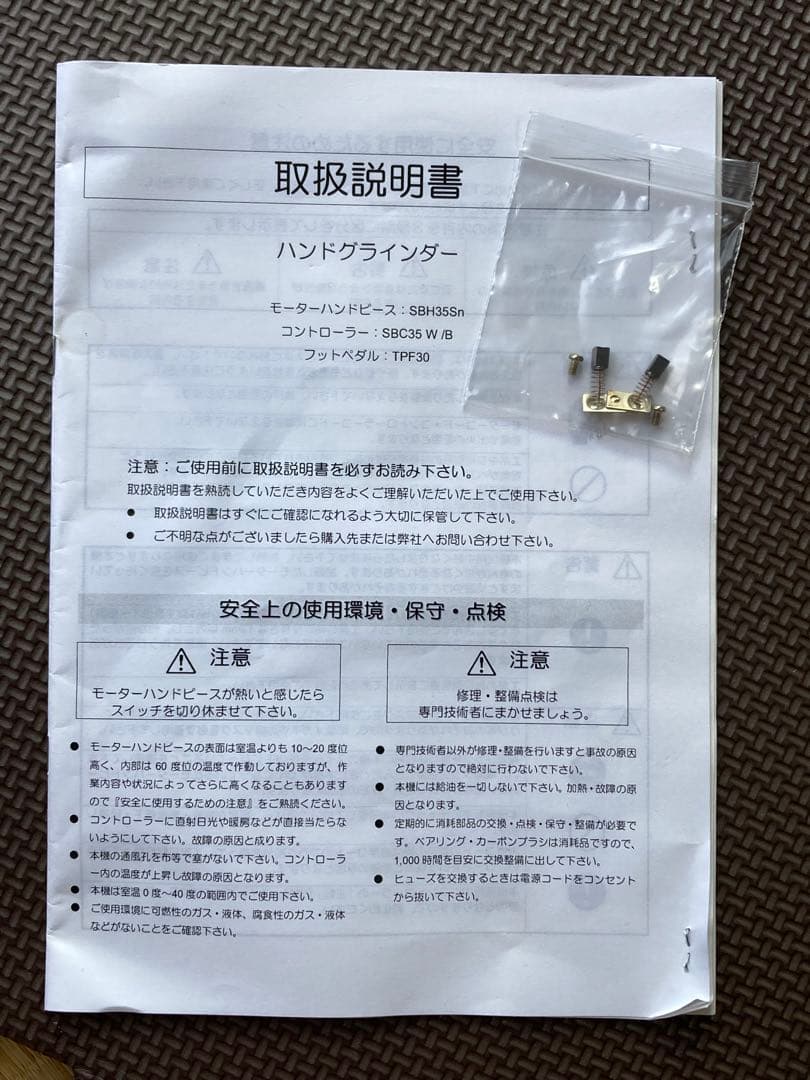 取扱説明書
ハンドグラインダー
モーターハンドピース：SBH35Sn
コントローラー：SBC35 W /B
フットペダル：TPF30
注意：ご使用前に取扱説明書を必ずお読み下さい。
取扱説明書を熟読していただき内容をよくご理解いただいた上でご使用下さい。
● 取扱説明書はすぐにご確認になれるよう大切に保管して下さい。
● ご不明な点がございましたら購入先または弊社へお問い合わせ下さい。
安全上の使用環境・保守・点検
注意
モーターハンドピースが熱いと感じたら
スイッチを切り休ませて下さい。
● モーターハンドピースの表面は室温よりも 10～20 度位
高く、内部は 60 度位の温度で作動しておりますが、作
業内容や状況によってさらに高くなることもあります
ので『安全に使用するための注意』をご熟読ください。
● コントローラーに直射日光や暖房などが直接当たらな
いようにして下さい。故障の原因と成ります。
● 本機の通風孔を布等で塞がない下さい。コントローラ
ー内の温度が上昇し故障の原因となります。
● 本機は室温 0 度～40 度の範囲内でご使用下さい。
● ご使用環境に可燃性のガス・液体、腐食性のガス・液体
などがないことをご確認下さい。
注意
修理・整備点検は
専門技術者にまかせましょう。
● 専門技術者以外が修理・整備を行いますと事故の原因
となりますので絶対に行わないで下さい。
● 本機には給油を一切しないで下さい。加熱・故障の原
因となります。
● 定期的に消耗部品の交換・点検・保守・整備が必要で
す。ベアリング・カーボンブラシは消耗品ですので、
1,000 時間を目安に交換整備に出して下さい。
● ヒューズを交換するときは電源コードをコンセント
から抜いて下さい。